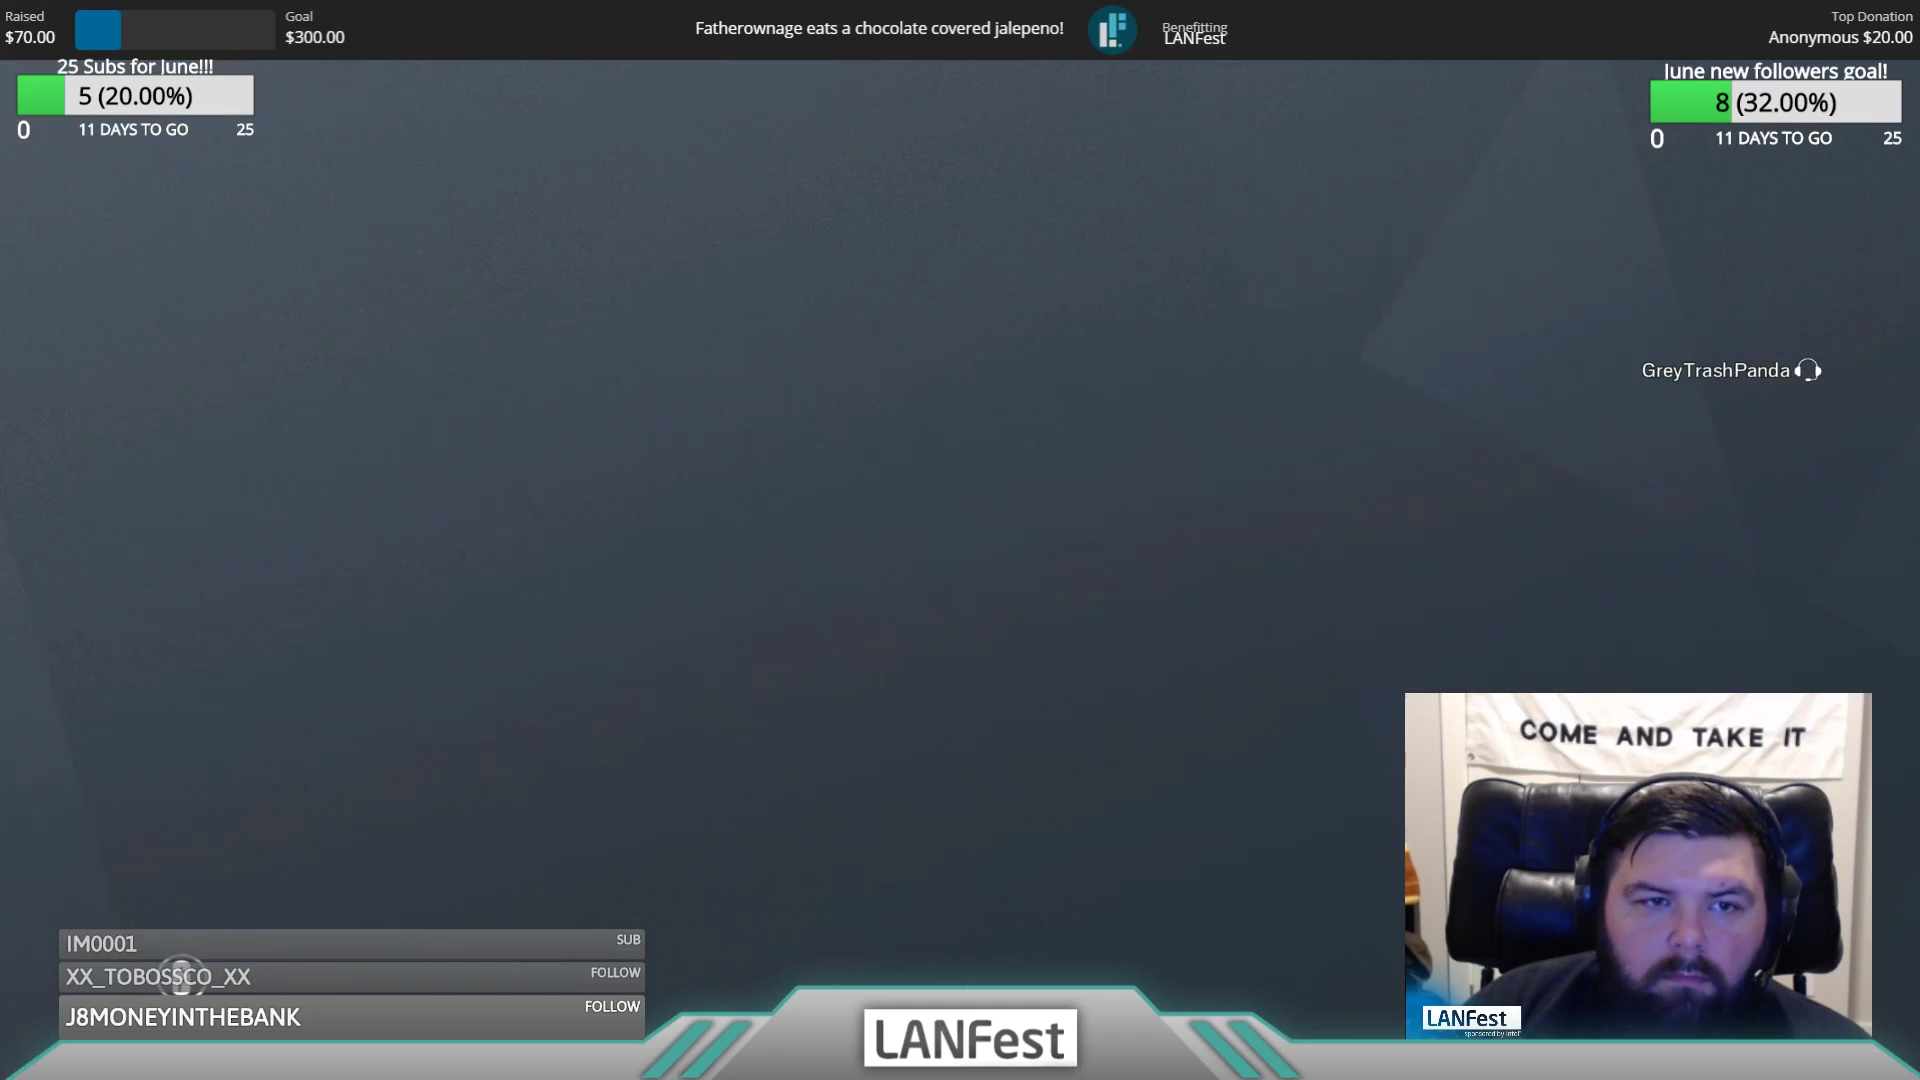 Raised
$70.00
Goal
$300.00
Fatherownage eats a chocolate covered jalepeno!
Benefitting
LANFest
Top Donation
Anonymous $20.00
25 Subs for June!!!
5 (20.00%)
0
11 DAYS TO GO
25
June new followers goal!
8 (32.00%)
0
11 DAYS TO GO
25
GreyTrashPanda
COME AND TAKE IT
IM0001
SUB
XX_TOBOSSCO_XX
FOLLOW
J8MONEYINTHEBANK
FOLLOW
LANFest
LANFest
sponsored by Intel